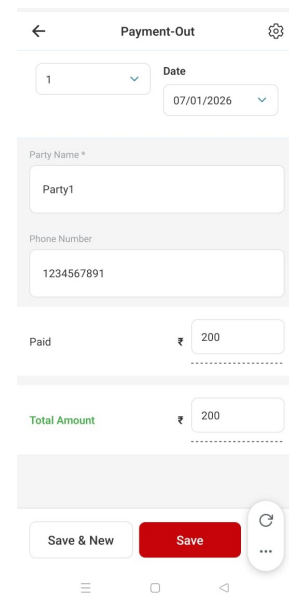 Payment-Out
Date
1
07/01/2026
Party Name *
Party1
Phone Number
1234567891
Paid ₹ 200
Total Amount ₹ 200
Save & New Save